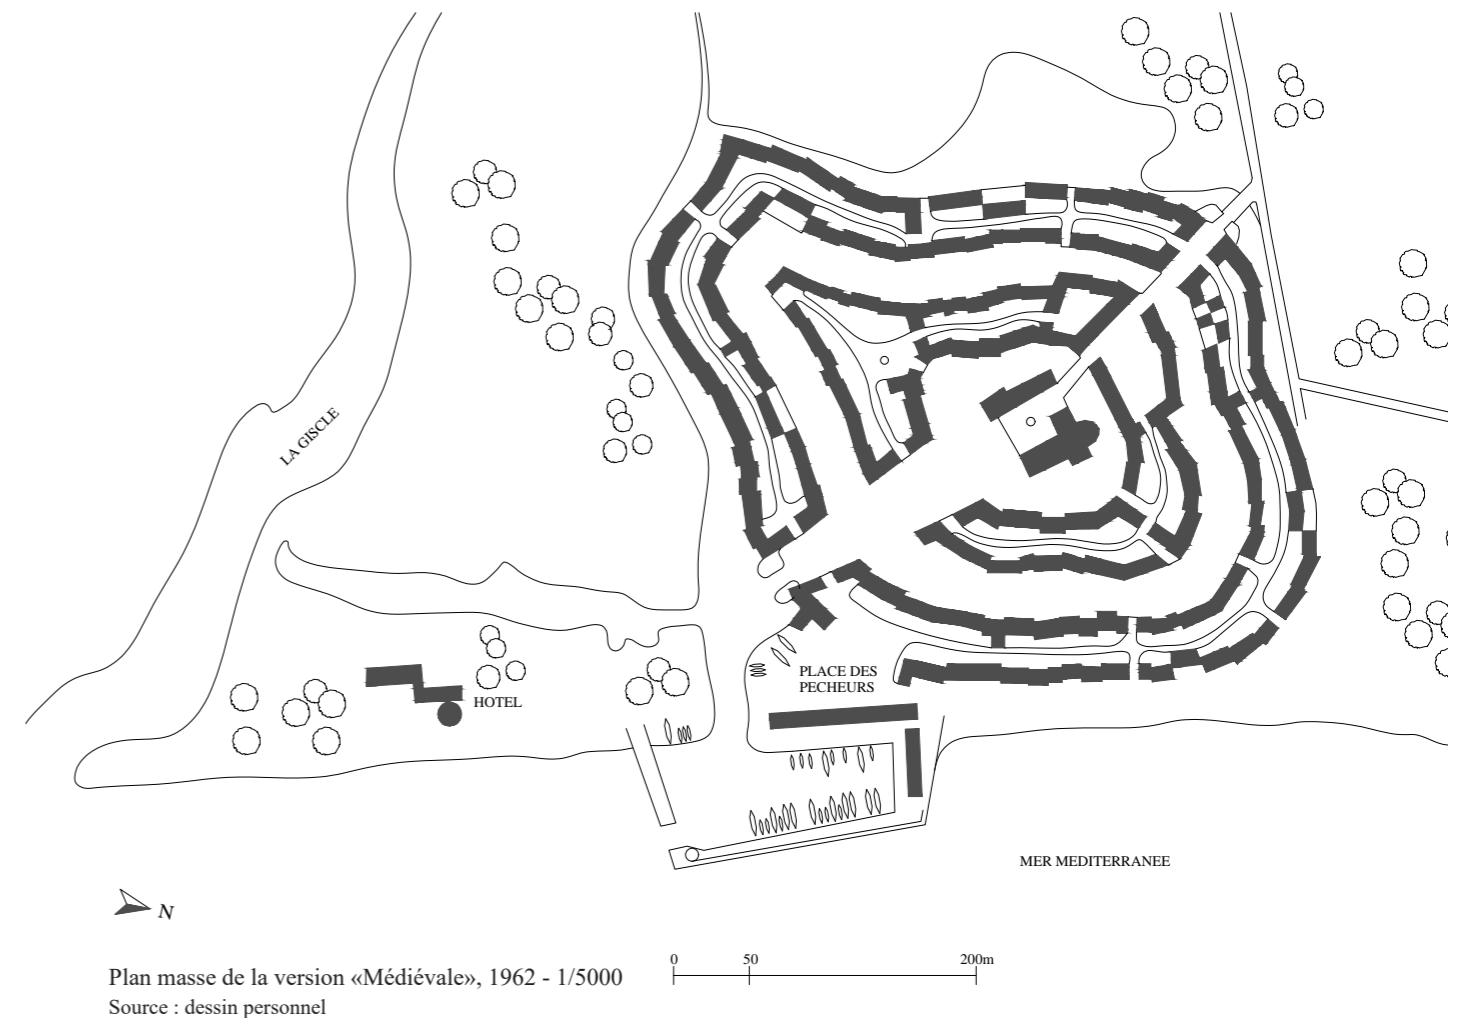 LA GISCLE
HOTEL
PLACE DES
PECHEURS
MER MEDITERRANEE
N
0 50 200m
Plan masse de la version «Médiévale», 1962 - 1/5000
Source : dessin personnel